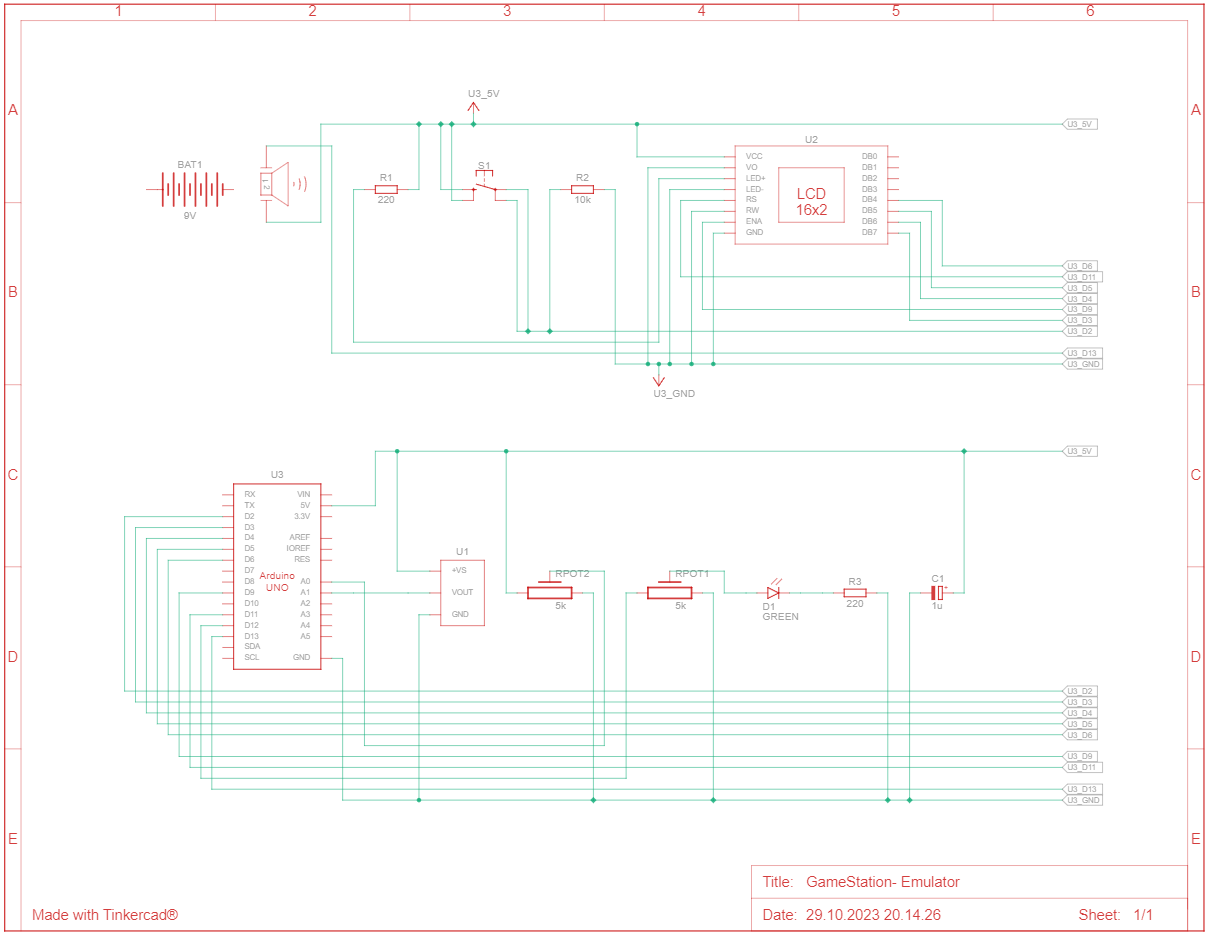 1 2 3 4 5 6
A A
B B
C C
D D
E E
U3_5V
U3_5V
BAT1
9V
L2
R1
220
S1
R2
10k
U2
VCC DB0
VO DB1
LED+ DB2
LED- DB3
RS DB4
RW DB5
ENA DB6
GND DB7
LCD
16x2
U3_D6
U3_D11
U3_D5
U3_D4
U3_D9
U3_D3
U3_D2
U3_D13
U3_GND
U3_GND
U3_5V
U3
RX VIN
TX 5V
D2 3.3V
D3
D4 AREF
D5 IOREF
D6 RES
D7
D8 A0
D9 A1
D10 A2
D11 A3
D12 A4
D13 A5
SDA
SCL GND
Arduino
UNO
U1
+VS
VOUT
GND
RPOT2
5k
RPOT1
5k
D1
GREEN
R3
220
C1
1u
U3_D2
U3_D3
U3_D4
U3_D5
U3_D6
U3_D9
U3_D11
U3_D13
U3_GND
Title: GameStation- Emulator
Made with Tinkercad®
Date: 29.10.2023 20.14.26 Sheet: 1/1